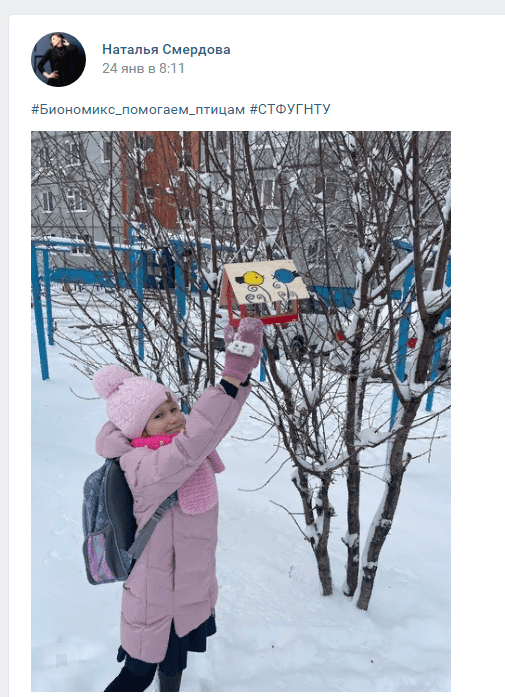 Наталья Смердова
24 янв в 8:11
#Биономикс_помогаем_птицам #СТФУГНТУ